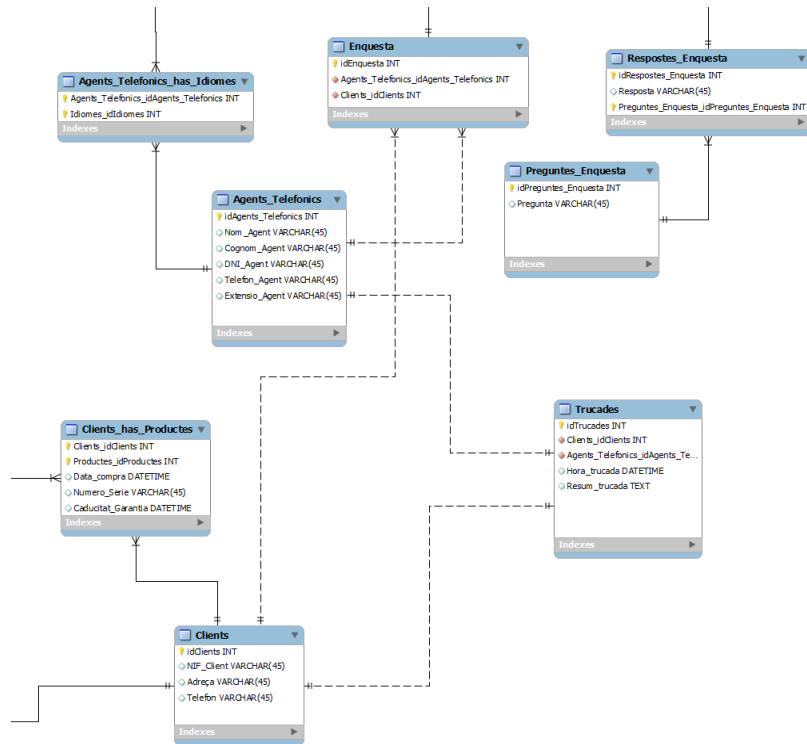 Agents_Telefonics_has_Idiomes
Agents_Telefonics_idAgents_Telefonics INT
Idiomes_idIdiomes INT
Indexes
Enquesta
idEnquesta INT
Agents_Telefonics_idAgents_Telefonics INT
Clients_idClients INT
Indexes
Respostes_Enquesta
idRespostes_Enquesta INT
Resposta VARCHAR(45)
Preguntes_Enquesta_idPreguntes_Enquesta INT
Indexes
Preguntes_Enquesta
idPreguntes_Enquesta INT
Pregunta VARCHAR(45)
Indexes
Agents_Telefonics
idAgents_Telefonics INT
Nom_Agent VARCHAR(45)
Cognom_Agent VARCHAR(45)
DNI_Agent VARCHAR(45)
Telefon_Agent VARCHAR(45)
Extensio_Agent VARCHAR(45)
Indexes
Clients_has_Productes
Clients_idClients INT
Productes_idProductes INT
Data_compra DATETIME
Numero_Serie VARCHAR(45)
Caducitat_Garantia DATETIME
Indexes
Trucades
idTrucades INT
Clients_idClients INT
Agents_Telefonics_idAgents_Te...
Hora_trucada DATETIME
Resum_trucada TEXT
Indexes
Clients
idClients INT
NIF_Client VARCHAR(45)
Adreça VARCHAR(45)
Telefon VARCHAR(45)
Indexes